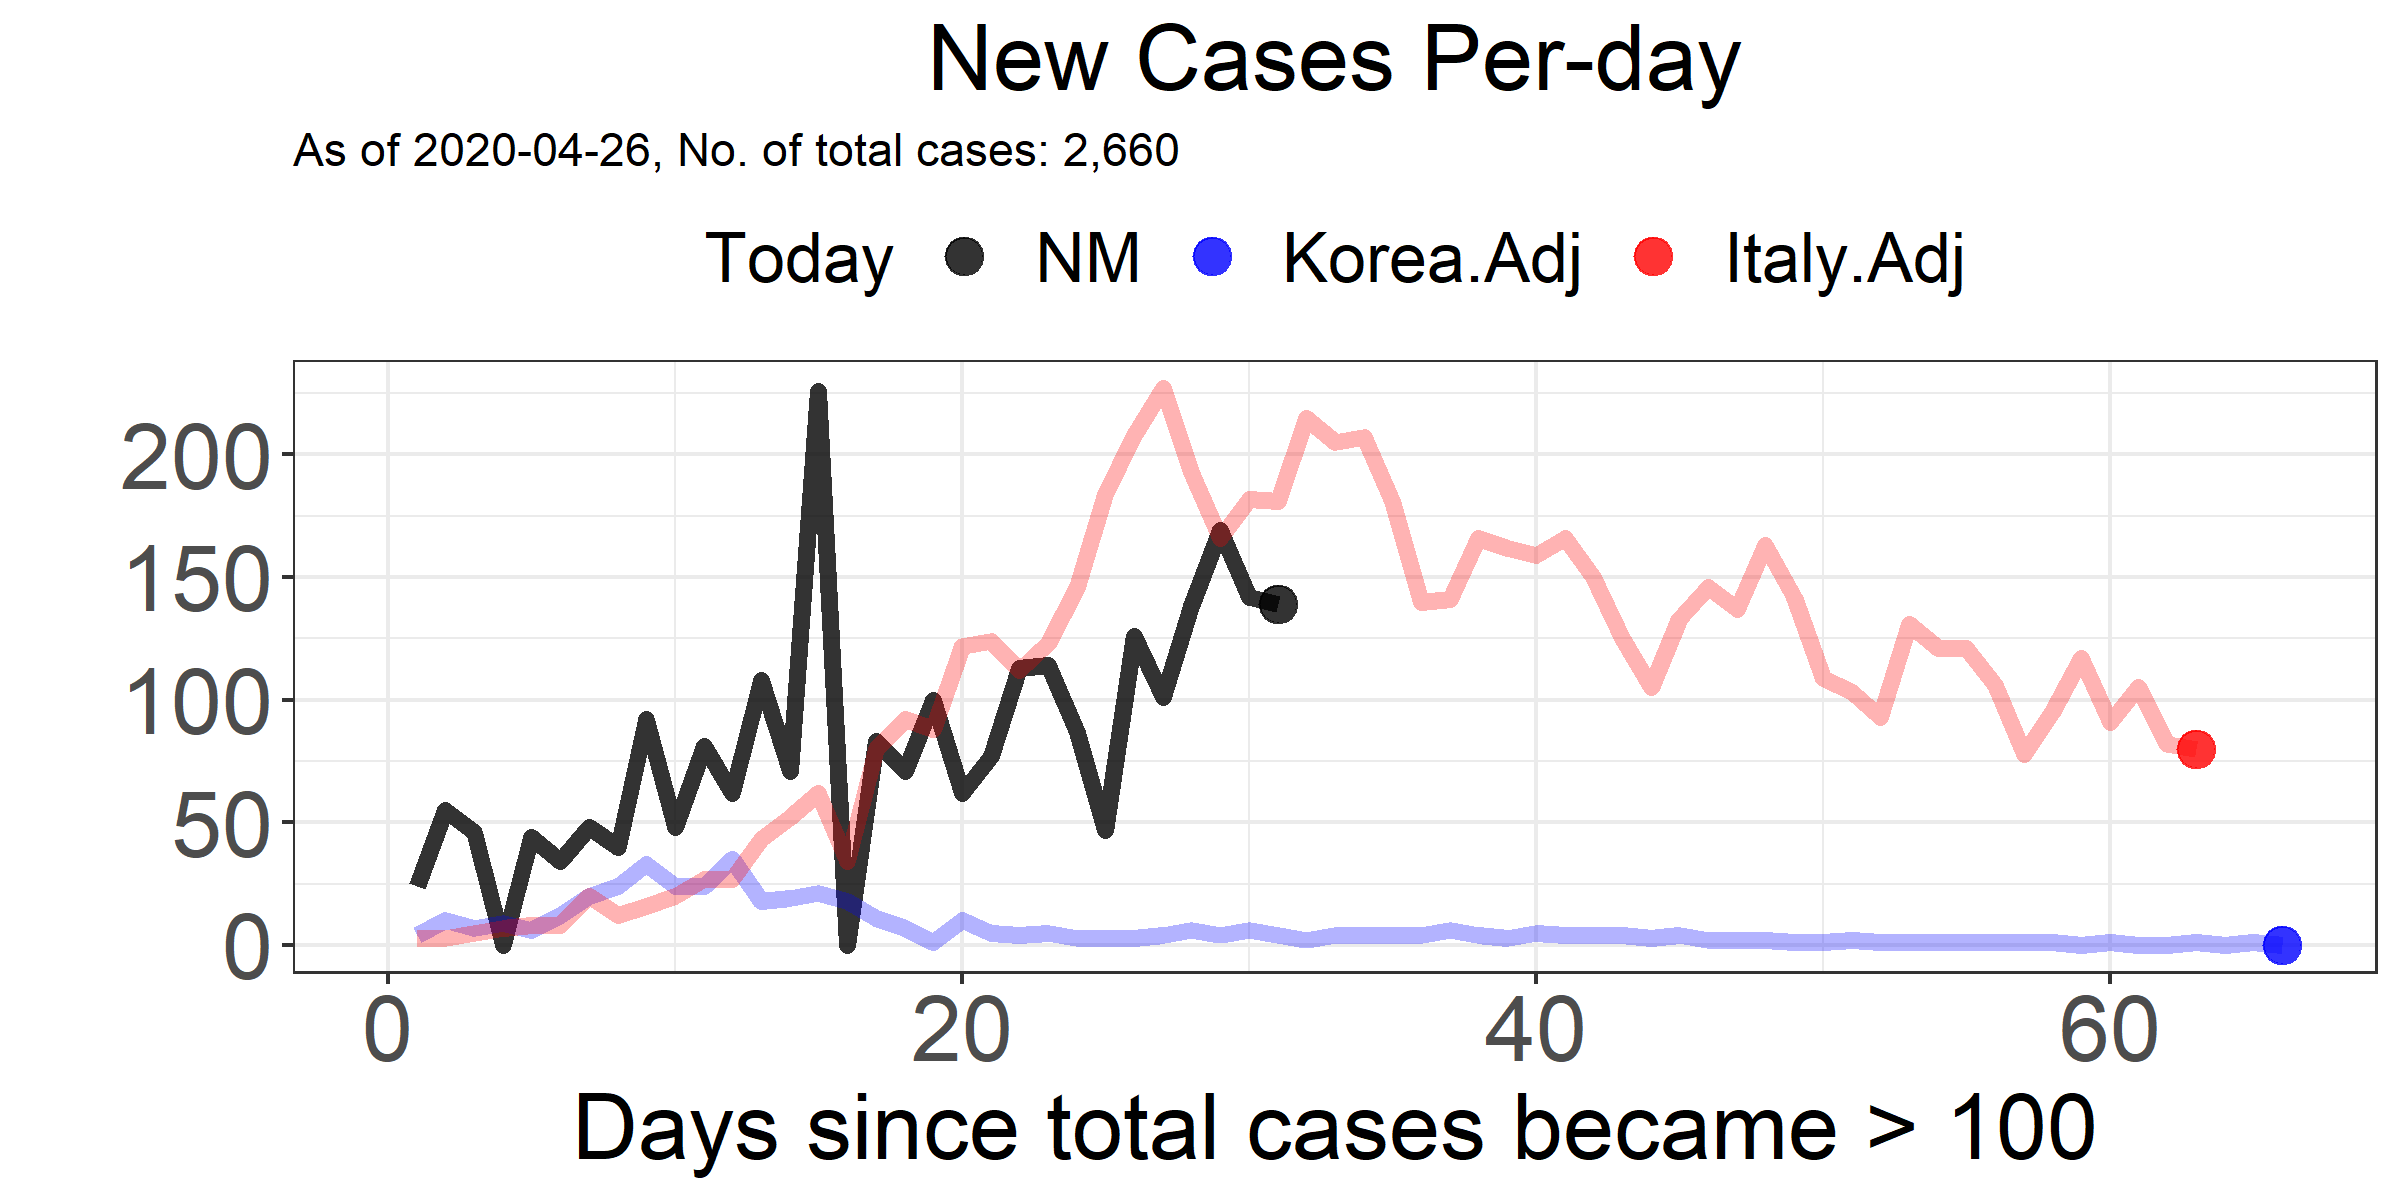 New Cases Per-day
As of 2020-04-26, No. of total cases: 2,660
Today NM Korea.Adj Italy.Adj
200
150
100
50
0
0 20 40 60
Days since total cases became > 100